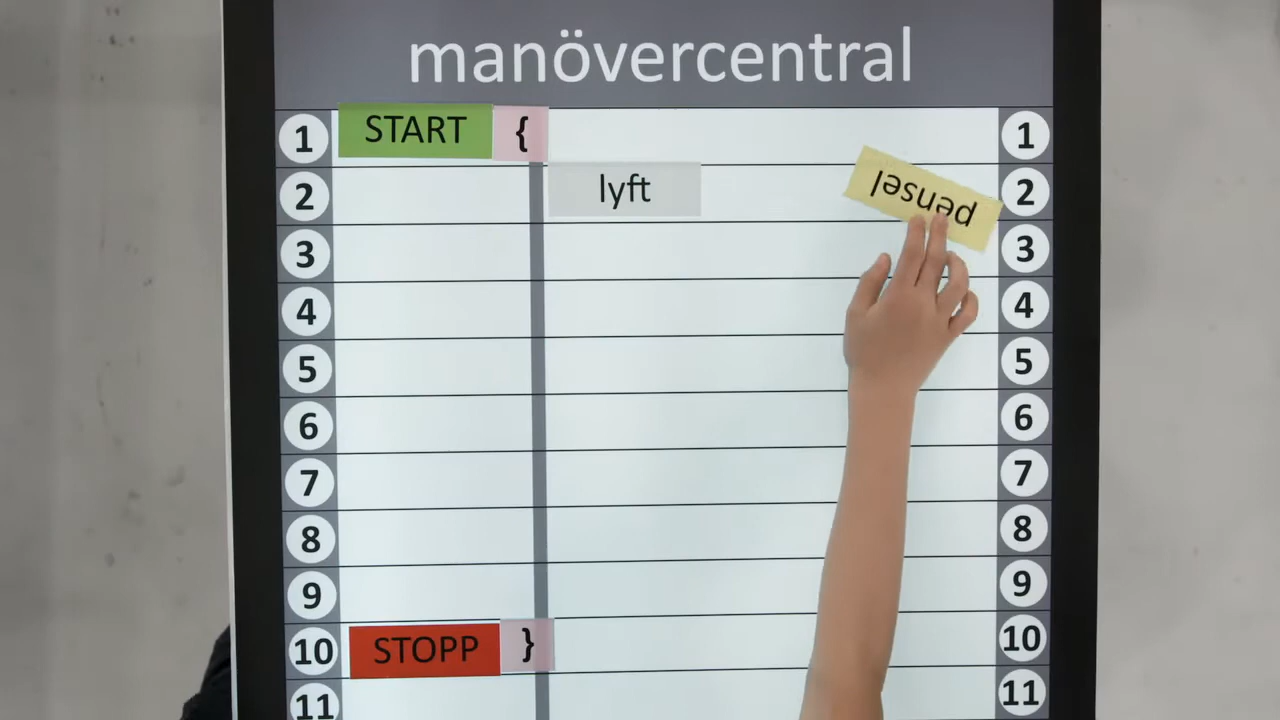 manövercentral
1 START { 1
2 lyft pensel 2
3 3
4 4
5 5
6 6
7 7
8 8
9 9
10 STOPP } 10
11 11